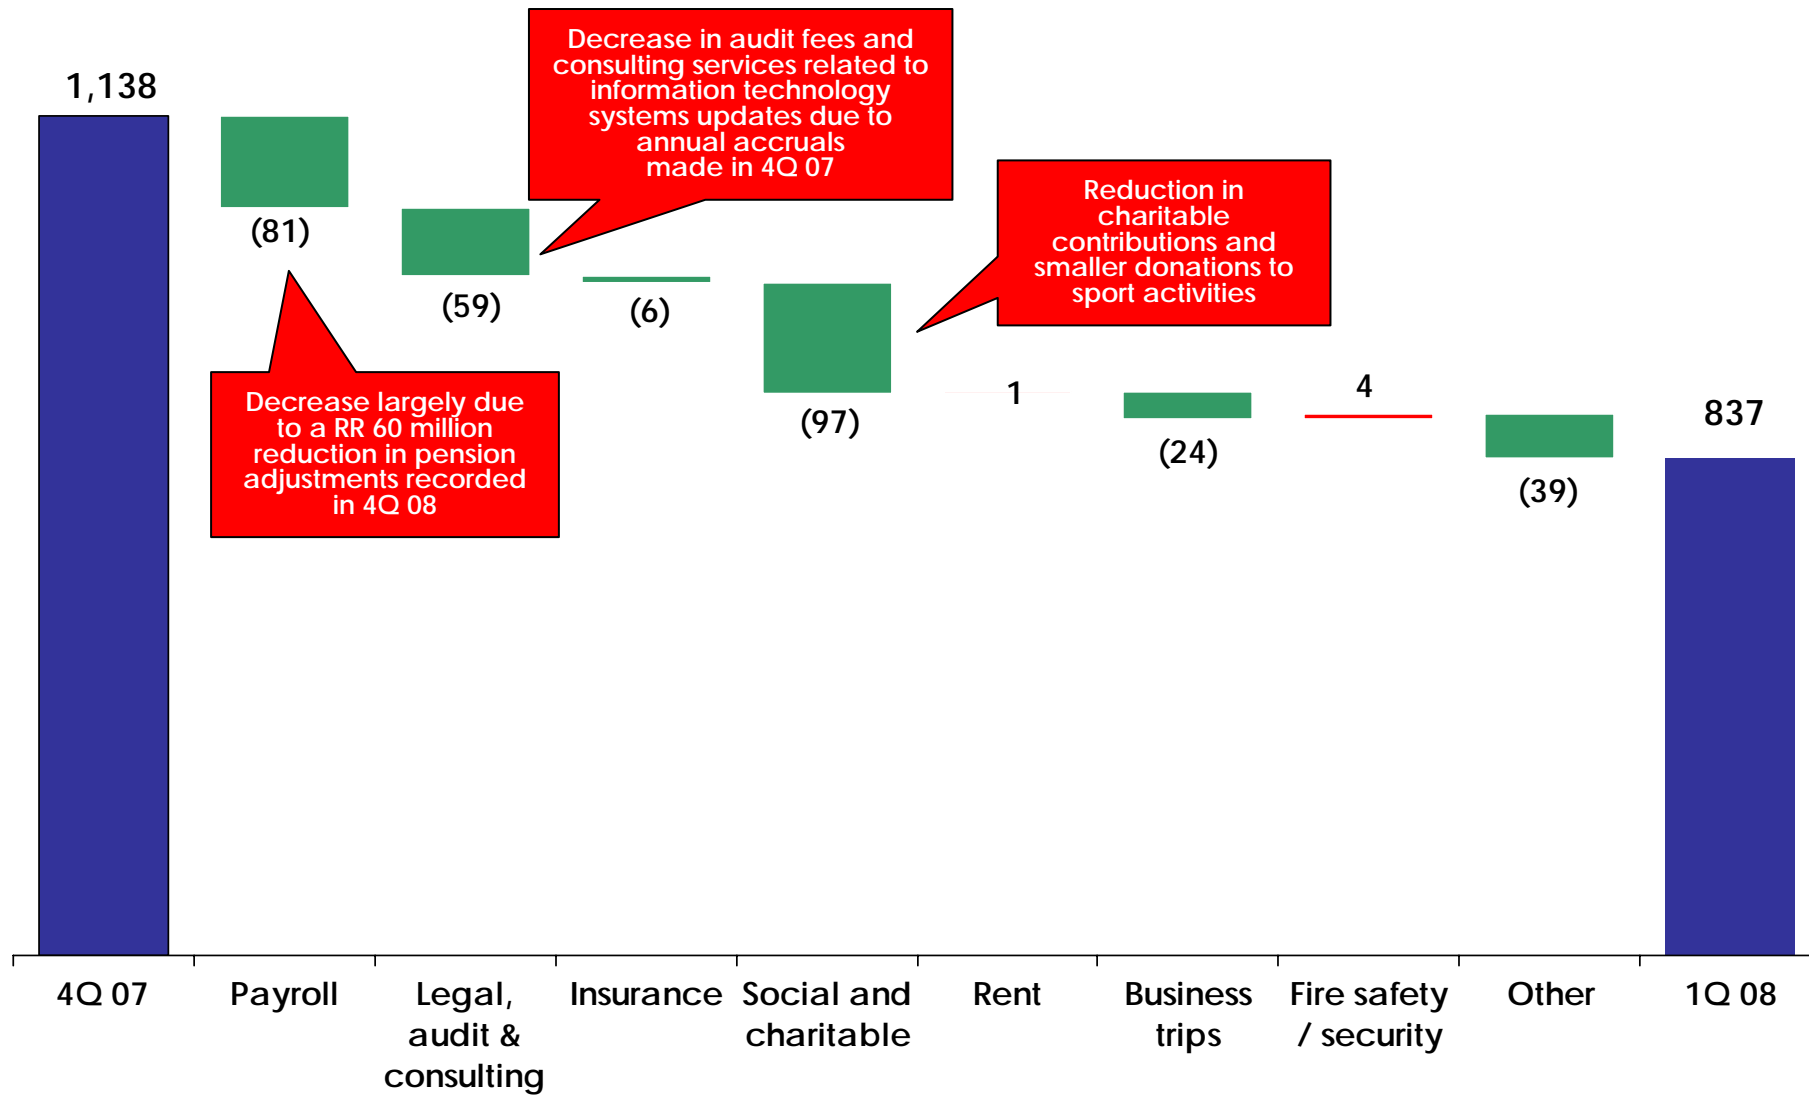 Decrease in audit fees and
consulting services related to
information technology
systems updates due to
annual accruals
made in 4Q 07
1,138
Reduction in
charitable
contributions and
smaller donations to
sport activities
(81)
(59)
(6)
1
4
(97)
837
(24)
(39)
Decrease largely due
to a RR 60 million
reduction in pension
adjustments recorded
in 4Q 08
4Q 07
Payroll
Legal,
audit &
consulting
Insurance
Social and
charitable
Rent
Business
trips
Fire safety
/ security
Other
1Q 08